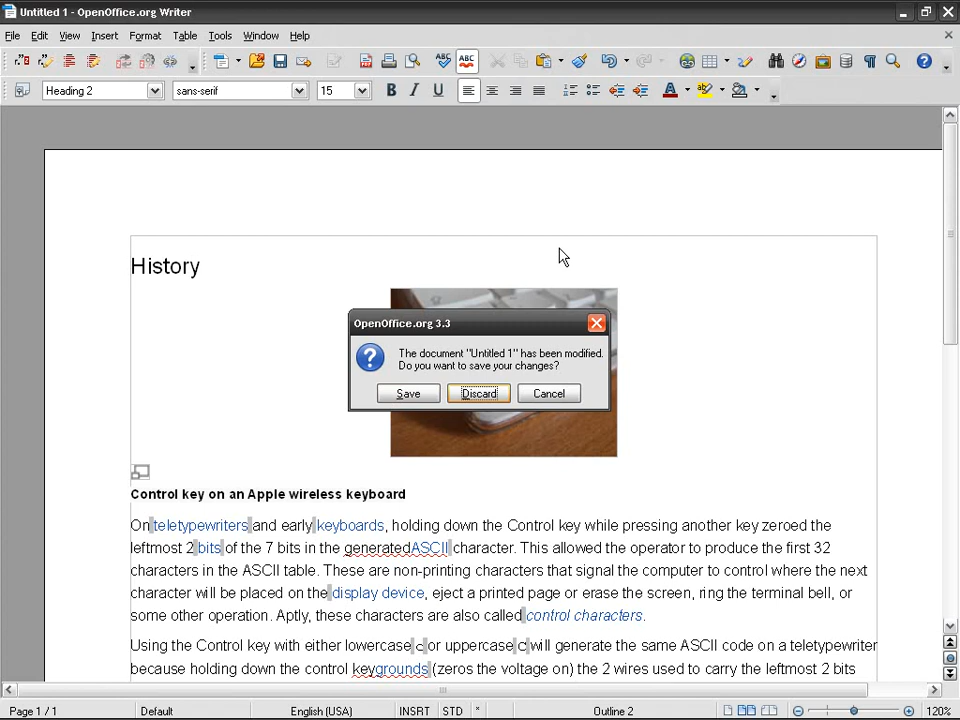 Untitled 1 - OpenOffice.org Writer
File Edit View Insert Format Table Tools Window Help
ABC ABC
Heading 2 sans-serif 15 B I U A
History
OpenOffice.org 3.3
The document "Untitled 1" has been modified.
Do you want to save your changes?
Save Discard Cancel
Control key on an Apple wireless keyboard
On teletypewriters and early keyboards, holding down the Control key while pressing another key zeroed the
leftmost 2 bits of the 7 bits in the generatedASCII character. This allowed the operator to produce the first 32
characters in the ASCII table. These are non-printing characters that signal the computer to control where the next
character will be placed on the display device, eject a printed page or erase the screen, ring the terminal bell, or
some other operation. Aptly, these characters are also called control characters.
Using the Control key with either lowercase c or uppercase C will generate the same ASCII code on a teletypewriter
because holding down the control keygrounds (zeros the voltage on) the 2 wires used to carry the leftmost 2 bits
Page 1 / 1 Default English (USA) INSRT STD * Outline 2 120%